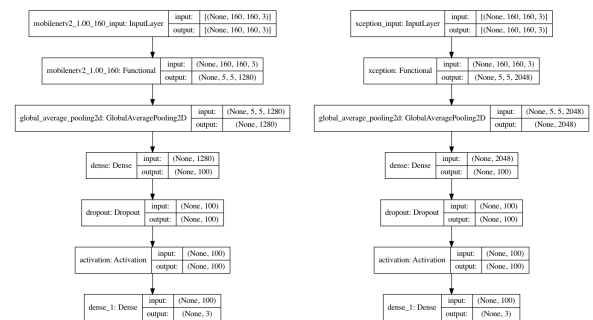 mobilenetv2_1.00_160_input: InputLayer
input: [(None, 160, 160, 3)]
output: [(None, 160, 160, 3)]
mobilenetv2_1.00_160: Functional
input: (None, 160, 160, 3)
output: (None, 5, 5, 1280)
global_average_pooling2d: GlobalAveragePooling2D
input: (None, 5, 5, 1280)
output: (None, 1280)
dense: Dense
input: (None, 1280)
output: (None, 100)
dropout: Dropout
input: (None, 100)
output: (None, 100)
activation: Activation
input: (None, 100)
output: (None, 100)
dense_1: Dense
input: (None, 100)
output: (None, 3)
xception_input: InputLayer
input: [(None, 160, 160, 3)]
output: [(None, 160, 160, 3)]
xception: Functional
input: (None, 160, 160, 3)
output: (None, 5, 5, 2048)
global_average_pooling2d: GlobalAveragePooling2D
input: (None, 5, 5, 2048)
output: (None, 2048)
dense: Dense
input: (None, 2048)
output: (None, 100)
dropout: Dropout
input: (None, 100)
output: (None, 100)
activation: Activation
input: (None, 100)
output: (None, 100)
dense_1: Dense
input: (None, 100)
output: (None, 3)